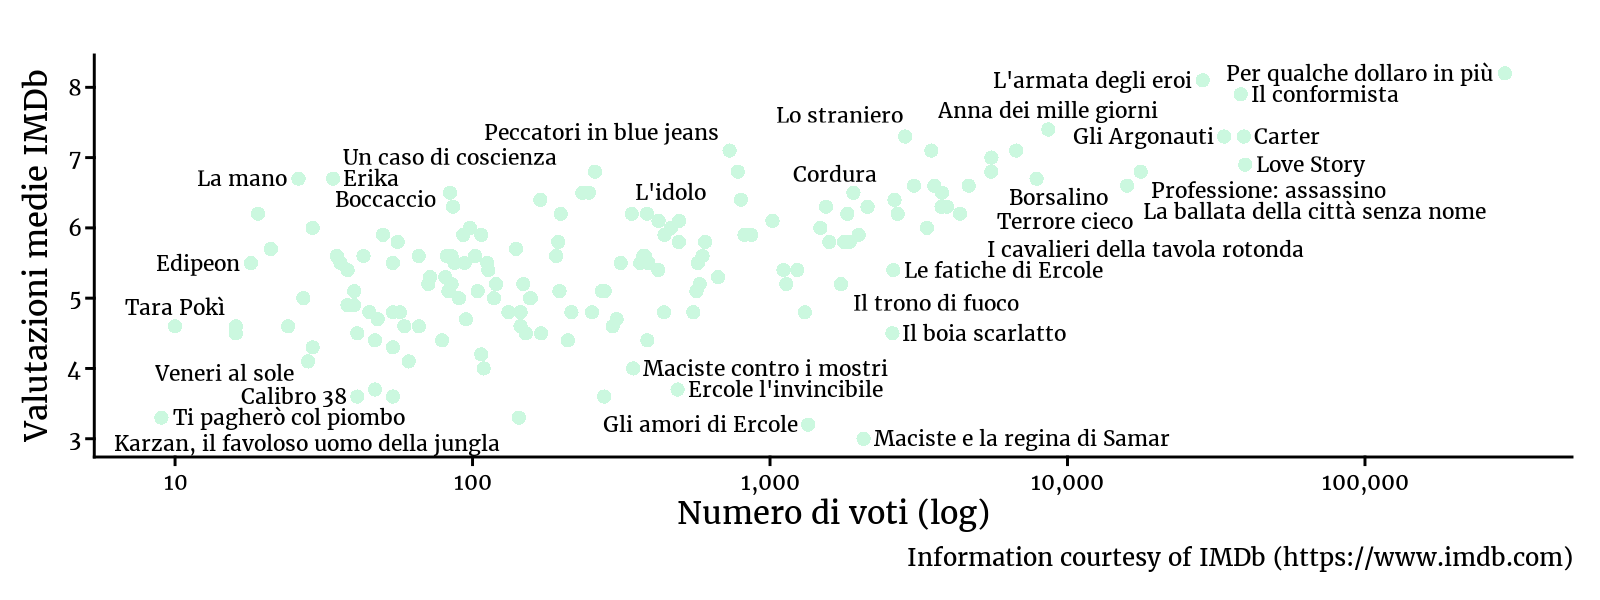 Valutazioni medie IMDb
8
7
6
5
4
3
L'armata degli eroi
Per qualche dollaro in più
Il conformista
Lo straniero
Anna dei mille giorni
Peccatori in blue jeans
Gli Argonauti
Carter
Un caso di coscienza
Love Story
La mano
Erika
Cordura
Boccaccio
L'idolo
Borsalino
Professione: assassino
Terrore cieco
La ballata della città senza nome
I cavalieri della tavola rotonda
Edipeon
Le fatiche di Ercole
Tara Pokì
Il trono di fuoco
Il boia scarlatto
Veneri al sole
Maciste contro i mostri
Calibro 38
Ercole l'invincibile
Ti pagherò col piombo
Gli amori di Ercole
Karzan, il favoloso uomo della jungla
Maciste e la regina di Samar
10
100
1,000
10,000
100,000
Numero di voti (log)
Information courtesy of IMDb (https://www.imdb.com)